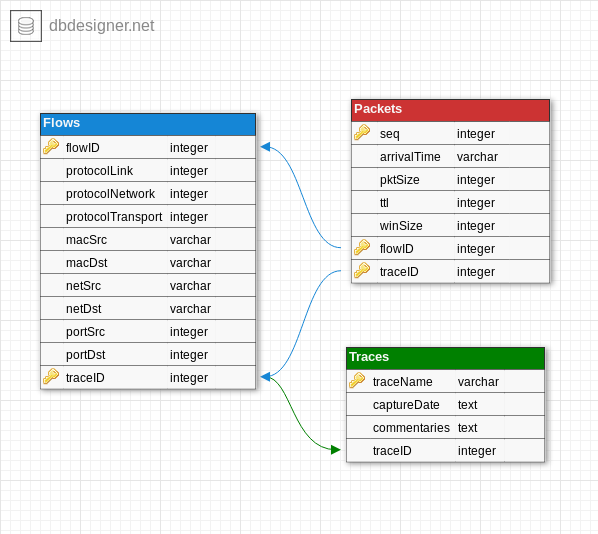 dbdesigner.net
Flows
flowID integer
protocolLink integer
protocolNetwork integer
protocolTransport integer
macSrc varchar
macDst varchar
netSrc varchar
netDst varchar
portSrc integer
portDst integer
traceID integer
Packets
seq integer
arrivalTime varchar
pktSize integer
ttl integer
winSize integer
flowID integer
traceID integer
Traces
traceName varchar
captureDate text
commentaries text
traceID integer